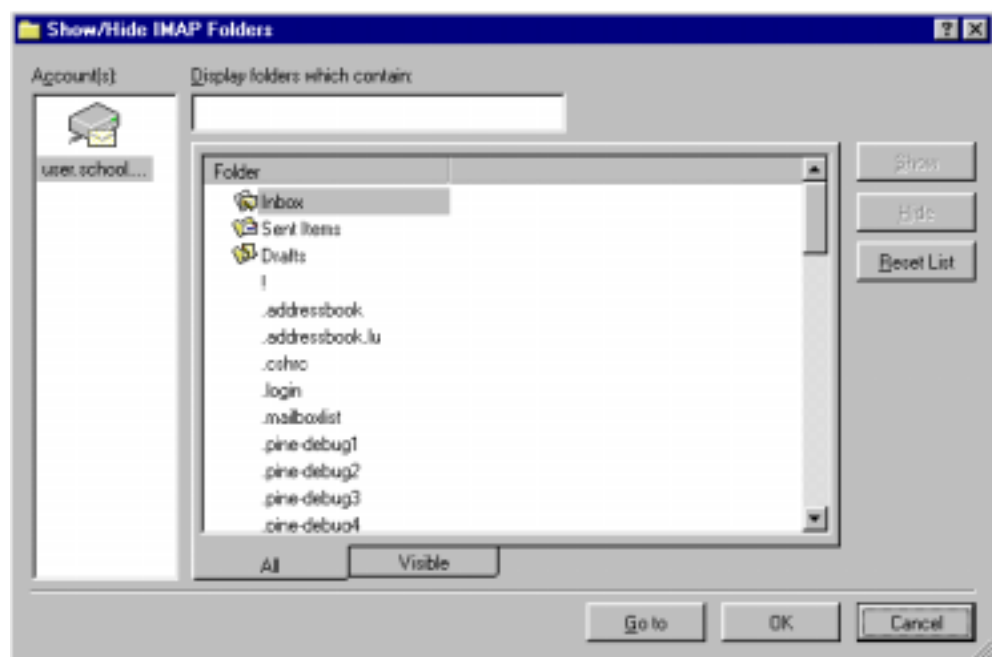 Show/Hide IMAP Folders
Account(s):
Display folders which contain:
user.school....
Folder
Inbox
Sent Items
Drafts
!
.addressbook
.addressbook.lu
.cshrc
.login
.mailboxlist
.pine-debug1
.pine-debug2
.pine-debug3
.pine-debug4
Show
Hide
Reset List
All
Visible
Go to
OK
Cancel